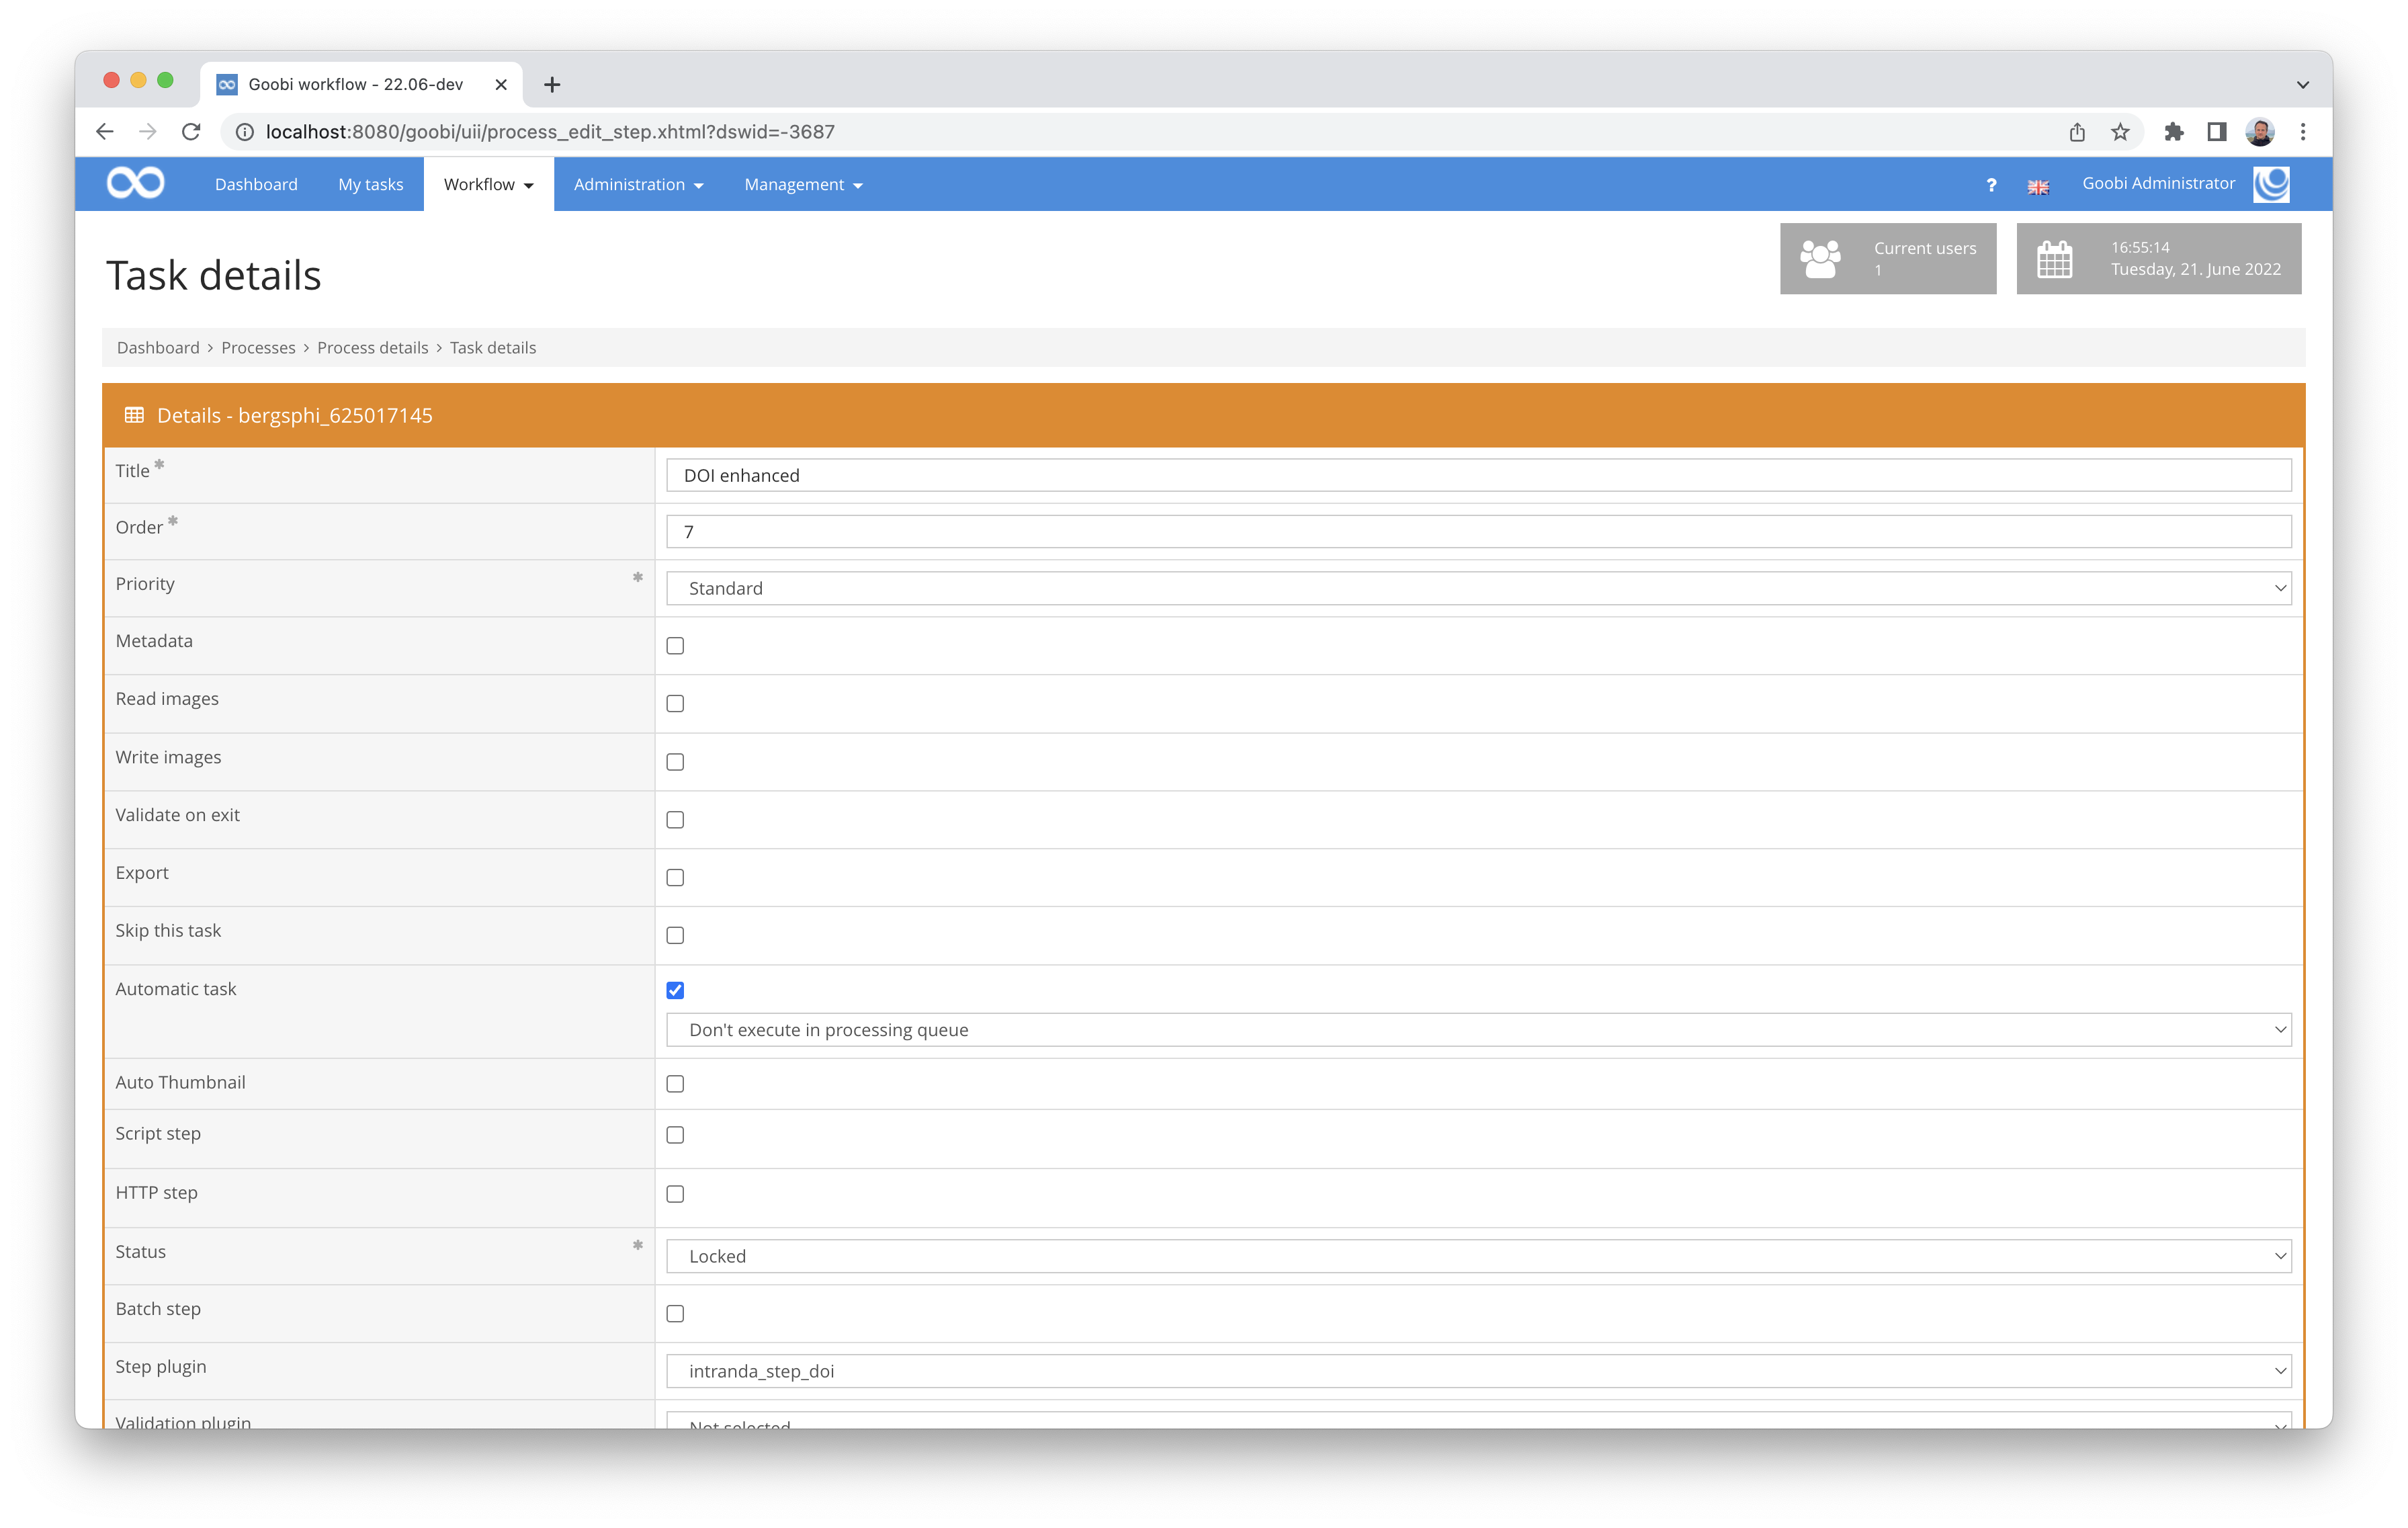 Goobi workflow - 22.06-dev
localhost:8080/goobi/uii/process_edit_step.xhtml?dswid=-3687
Dashboard My tasks Workflow Administration Management ? Goobi Administrator
Task details
Current users
1
16:55:14
Tuesday, 21. June 2022
Dashboard > Processes > Process details > Task details
Details - bergsphi_625017145
Title * DOI enhanced
Order * 7
Priority * Standard
Metadata
Read images
Write images
Validate on exit
Export
Skip this task
Automatic task
Don't execute in processing queue
Auto Thumbnail
Script step
HTTP step
Status * Locked
Batch step
Step plugin intranda_step_doi
Validation plugin Not selected